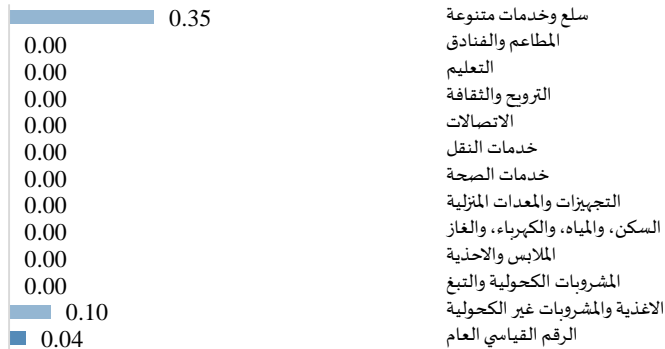 سلع وخدمات متنوعة 0.35
المطاعم والفنادق 0.00
التعليم 0.00
الترويح والثقافة 0.00
الاتصالات 0.00
خدمات النقل 0.00
خدمات الصحة 0.00
التجهيزات والمعدات المنزلية 0.00
السكن، والمياه، والكهرباء، والغاز 0.00
الملابس والاحذية 0.00
المشروبات الكحولية والتبغ 0.00
الاغذية والمشروبات غير الكحولية 0.10
الرقم القياسي العام 0.04